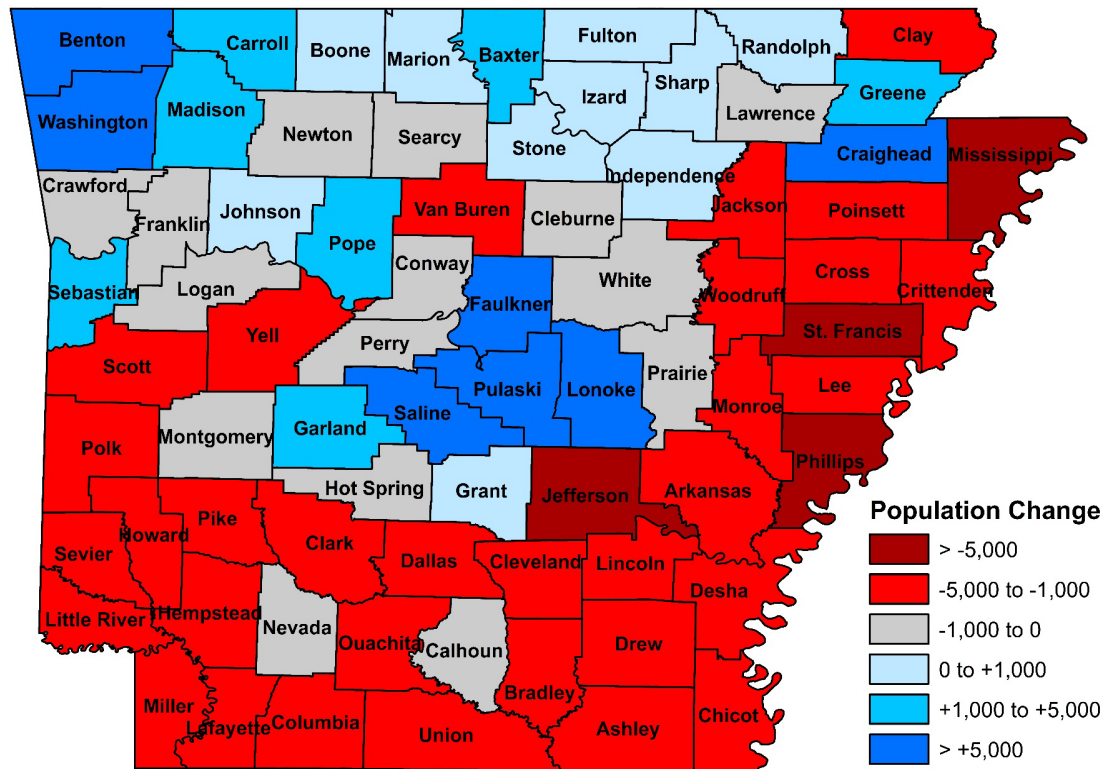 Benton
Carroll
Boone
Marion
Baxter
Fulton
Sharp
Randolph
Clay
Izard
Greene
Washington
Madison
Newton
Searcy
Stone
Lawrence
Independence
Craighead
Mississippi
Crawford
Franklin
Johnson
Pope
Van Buren
Cleburne
Jackson
Poinsett
Sebastian
Logan
Conway
Faulkner
White
Woodruff
Cross
Crittenden
Scott
Yell
Perry
St. Francis
Pulaski
Lonoke
Prairie
Lee
Saline
Monroe
Polk
Montgomery
Garland
Phillips
Hot Spring
Grant
Jefferson
Arkansas
Howard
Pike
Clark
Sevier
Dallas
Cleveland
Lincoln
Desha
Little River
Hempstead
Nevada
Ouachita
Calhoun
Drew
Miller
Lafayette
Columbia
Union
Bradley
Ashley
Chicot
Population Change
> -5,000
-5,000 to -1,000
-1,000 to 0
0 to +1,000
+1,000 to +5,000
> +5,000